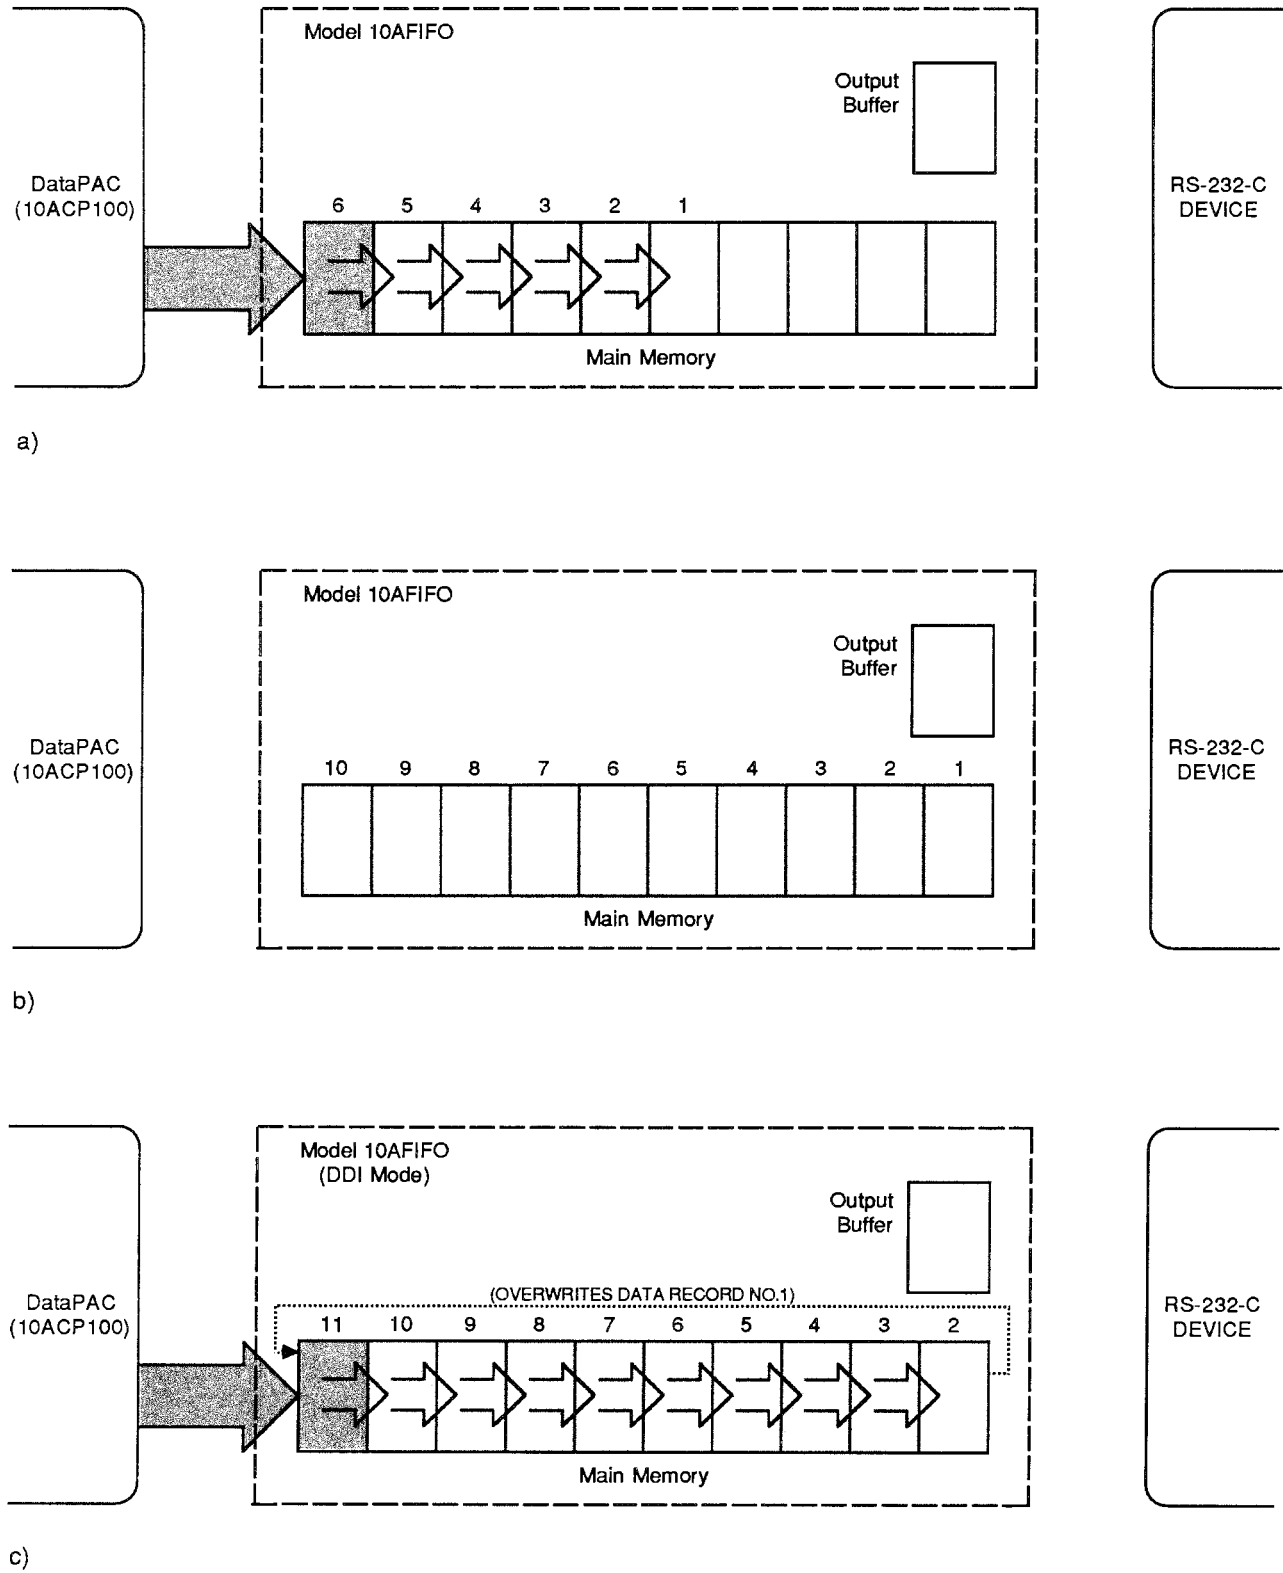 Model 10AFIFO
Output
Buffer
DataPAC
(10ACP100)
RS-232-C
DEVICE
6 5 4 3 2 1
Main Memory
a)
Model 10AFIFO
Output
Buffer
DataPAC
(10ACP100)
RS-232-C
DEVICE
10 9 8 7 6 5 4 3 2 1
Main Memory
b)
Model 10AFIFO
(DDI Mode)
Output
Buffer
DataPAC
(10ACP100)
RS-232-C
DEVICE
(OVERWRITES DATA RECORD NO.1)
11 10 9 8 7 6 5 4 3 2
Main Memory
c)